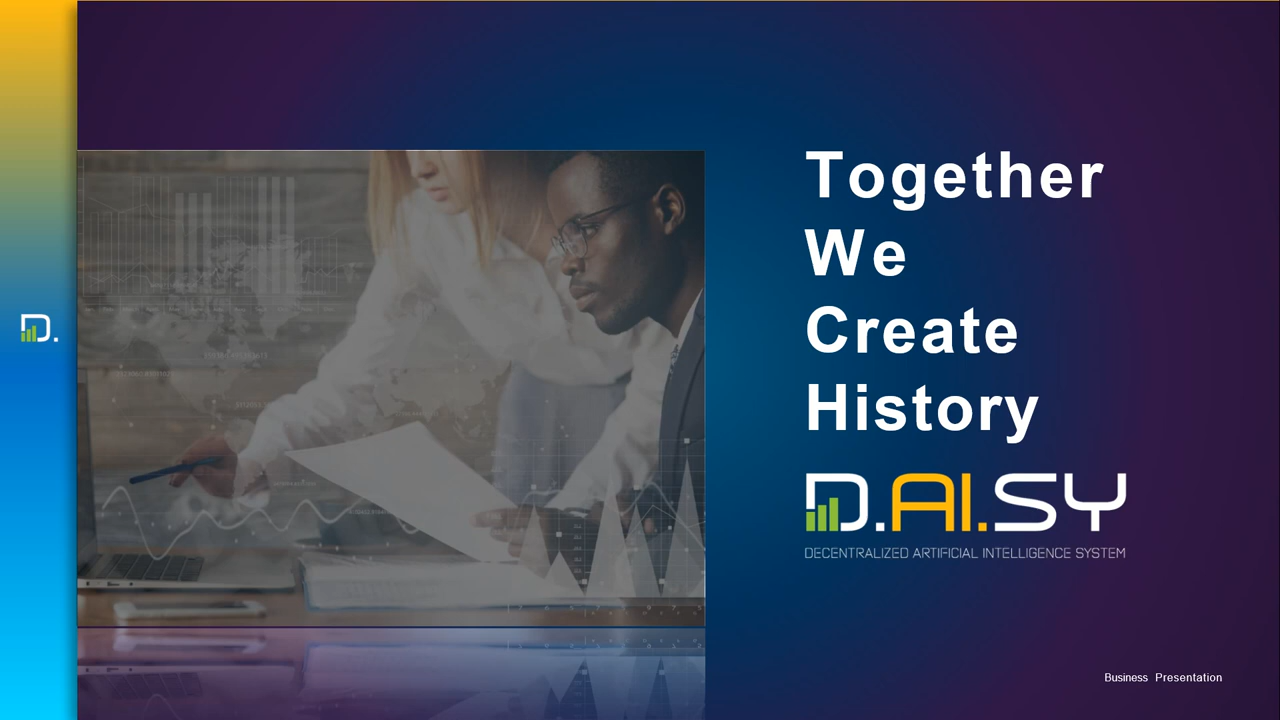 Together
We
Create
History
D.
D.AI.SY
DECENTRALIZED ARTIFICIAL INTELLIGENCE SYSTEM
Business Presentation